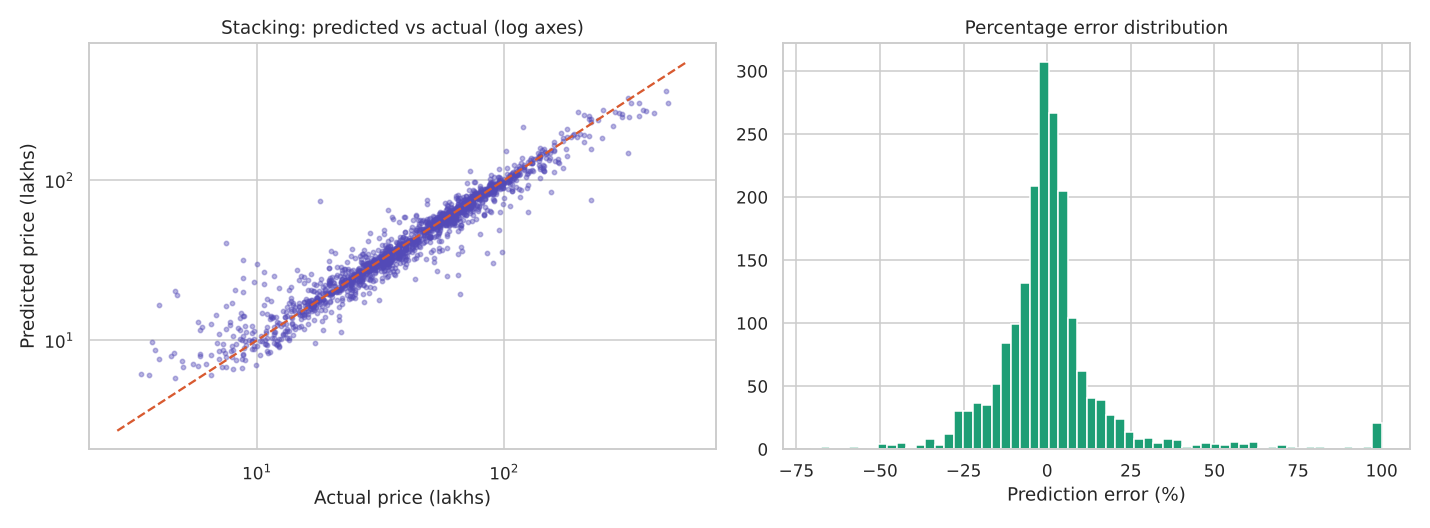 Stacking: predicted vs actual (log axes)
Predicted price (lakhs)
10²
10¹
10¹ 10²
Actual price (lakhs)
Percentage error distribution
300
250
200
150
100
50
0
−75 −50 −25 0 25 50 75 100
Prediction error (%)